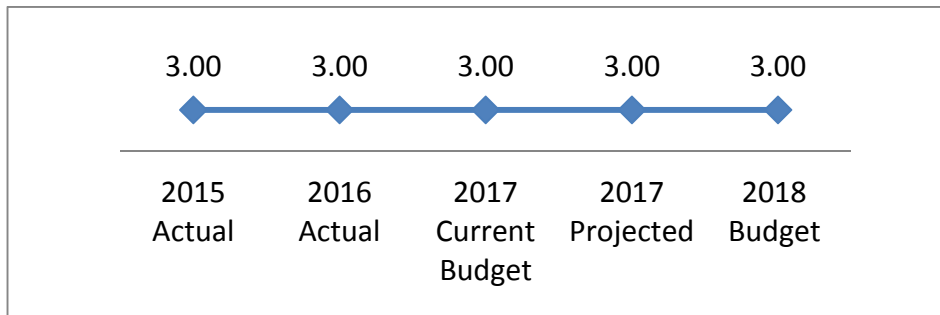 3.00 3.00 3.00 3.00 3.00
2015 2016 2017 2017 2018
Actual Actual Current Projected Budget
Budget